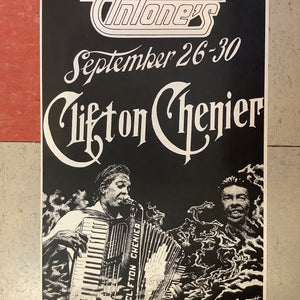 Antone's
September 26-30
Clifton Chenier
CLIFTON CHENIER